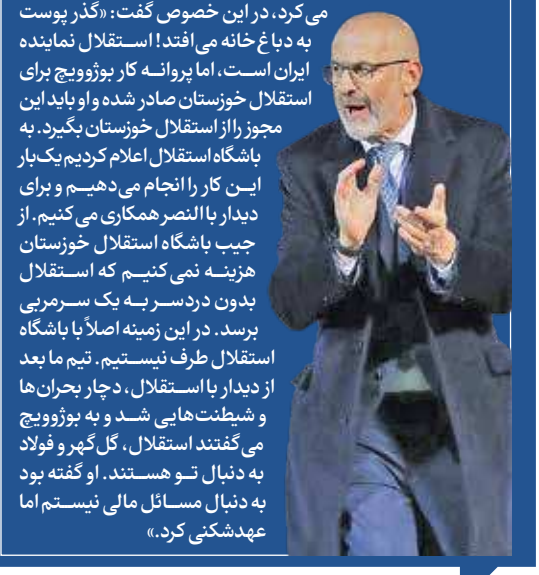 می‌کرد، در این خصوص گفت: «گذر پوست
به دباغ خانه می‌افتد! استقلال نماینده
ایران است، اما پروانه کار بوژوویچ برای
استقلال خوزستان صادر شده و او باید این
مجوز را از استقلال خوزستان بگیرد. به
باشگاه استقلال اعلام کردیم یک‌بار
این کار را انجام می‌دهیم و برای
دیدار با النصر همکاری می‌کنیم. از
جیب باشگاه استقلال خوزستان
هزینه نمی‌کنیم که استقلال
بدون دردسر به یک سرمربی
برسد. در این زمینه اصلاً با باشگاه
استقلال طرف نیستیم. تیم ما بعد
از دیدار با استقلال، دچار بحران‌ها
و شیطنت‌هایی شد و به بوژوویچ
می‌گفتند استقلال، گل‌گهر و فولاد
به دنبال تو هستند. او گفته بود
به دنبال مسائل مالی نیستم اما
عهدشکنی کرد.»